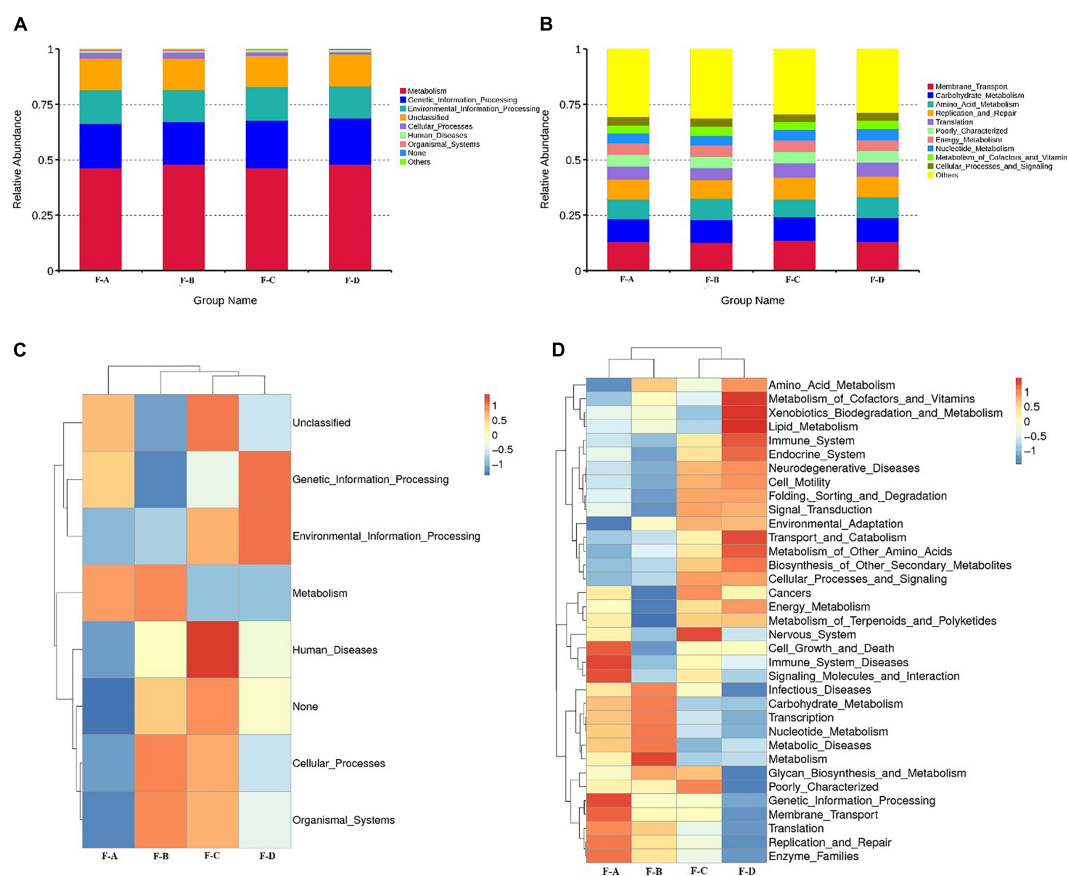 A
1
0.75
0.5
0.25
0
Relative Abundance
F-A
F-B
F-C
F-D
Group Name
Metabolism
Genetic_Information_Processing
Environmental_Information_Processing
Unclassified
Cellular_Processes
Human_Diseases
Organismal_Systems
None
Others
B
1
0.75
0.5
0.25
0
Relative Abundance
F-A
F-B
F-C
F-D
Group Name
Membrane_Transport
Carbohydrate_Metabolism
Amino_Acid_Metabolism
Replication_and_Repair
Translation
Poorly_Characterized
Energy_Metabolism
Nucleotide_Metabolism
Metabolism_of_Cofactors_and_Vitamin
Cellular_Processes_and_Signaling
Others
C
1
0.5
0
−0.5
−1
Unclassified
Genetic_Information_Processing
Environmental_Information_Processing
Metabolism
Human_Diseases
None
Cellular_Processes
Organismal_Systems
F-A
F-B
F-C
F-D
D
1
0.5
0
−0.5
−1
Amino_Acid_Metabolism
Metabolism_of_Cofactors_and_Vitamins
Xenobiotics_Biodegradation_and_Metabolism
Lipid_Metabolism
Immune_System
Endocrine_System
Neurodegenerative_Diseases
Cell_Motility
Folding,_Sorting_and_Degradation
Signal_Transduction
Environmental_Adaptation
Transport_and_Catabolism
Metabolism_of_Other_Amino_Acids
Biosynthesis_of_Other_Secondary_Metabolites
Cellular_Processes_and_Signaling
Cancers
Energy_Metabolism
Metabolism_of_Terpenoids_and_Polyketides
Nervous_System
Cell_Growth_and_Death
Immune_System_Diseases
Signaling_Molecules_and_Interaction
Infectious_Diseases
Carbohydrate_Metabolism
Transcription
Nucleotide_Metabolism
Metabolic_Diseases
Metabolism
Glycan_Biosynthesis_and_Metabolism
Poorly_Characterized
Genetic_Information_Processing
Membrane_Transport
Translation
Replication_and_Repair
Enzyme_Families
F-A
F-B
F-C
F-D